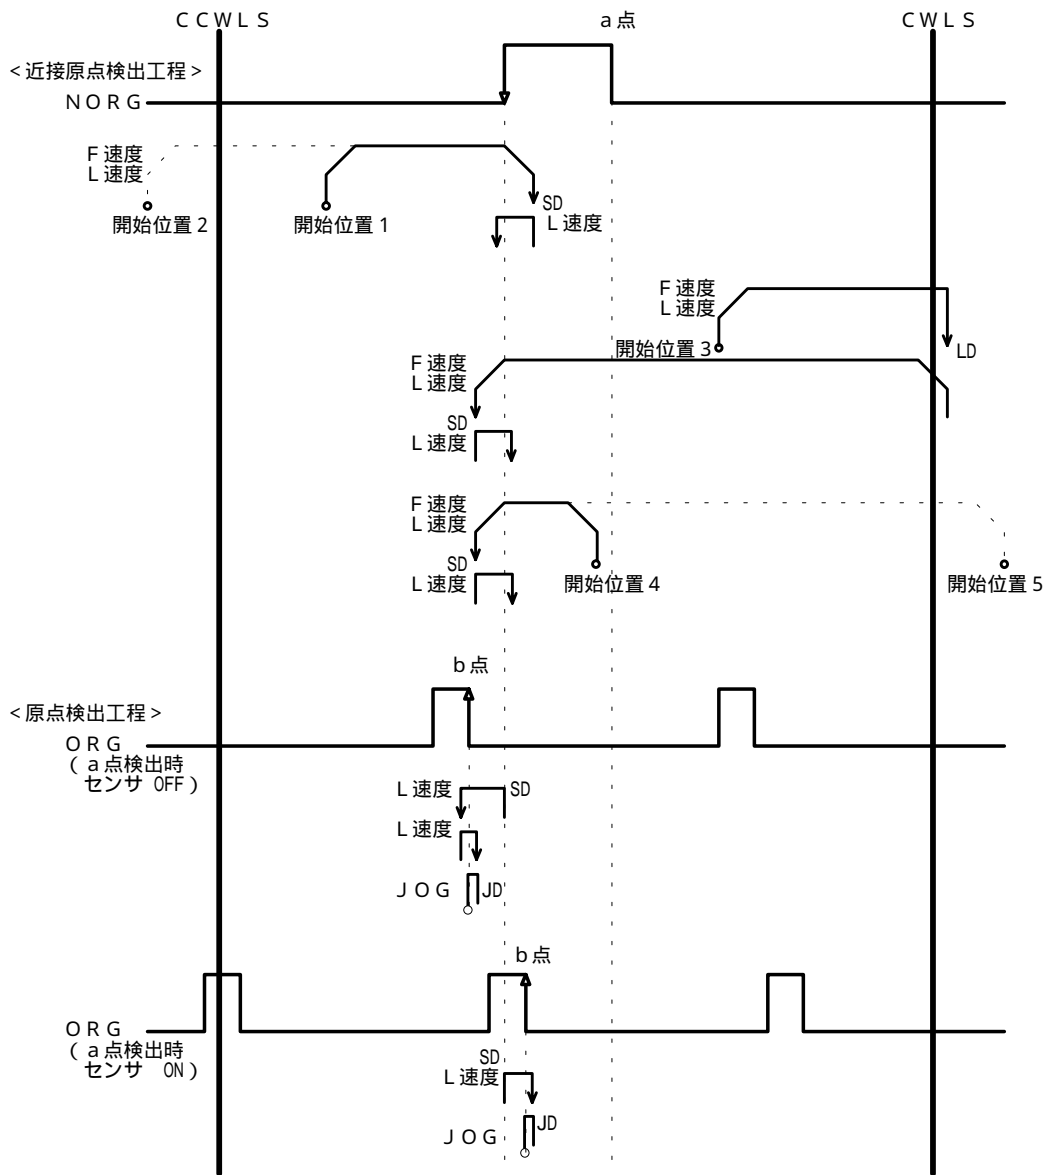 ＣＣＷＬＳ
ａ点
ＣＷＬＳ
＜近接原点検出工程＞
ＮＯＲＧ
Ｆ速度
Ｌ速度
開始位置２
開始位置１
SD
Ｌ速度
Ｆ速度
Ｌ速度
開始位置３
LD
Ｆ速度
Ｌ速度
SD
Ｌ速度
Ｆ速度
Ｌ速度
SD
Ｌ速度
開始位置４
開始位置５
ｂ点
＜原点検出工程＞
ＯＲＧ
（ａ点検出時
センサ OFF）
Ｌ速度
SD
Ｌ速度
ＪＯＧ
JD
ｂ点
ＯＲＧ
（ａ点検出時
センサ ON）
SD
Ｌ速度
JD
ＪＯＧ